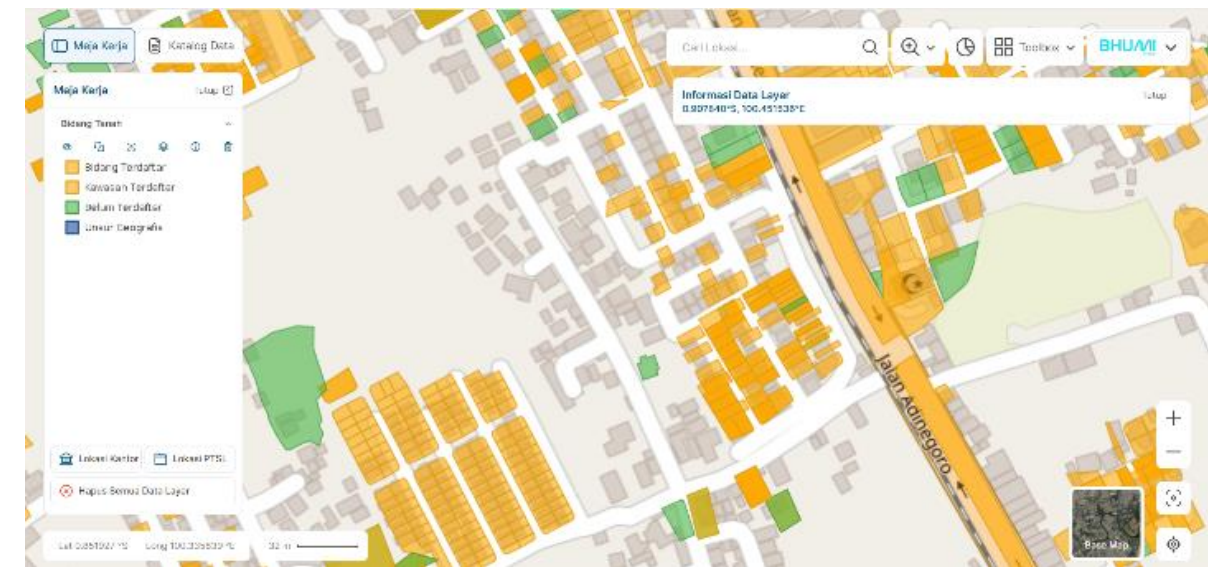 Meja Kerja
Katalog Data
Cari Lokasi...
Toolbox
BHUMI
Meja Kerja
Tutup
Informasi Data Layer
Tutup
Bidang Tanah
Bidang Terdaftar
Kawasan Terdaftar
Belum Terdaftar
Unsur Geografis
Jalan Adinegoro
Lokasi Kantor
Lokasi PTSL
Hapus Semua Data Layer
32 m
Base Map